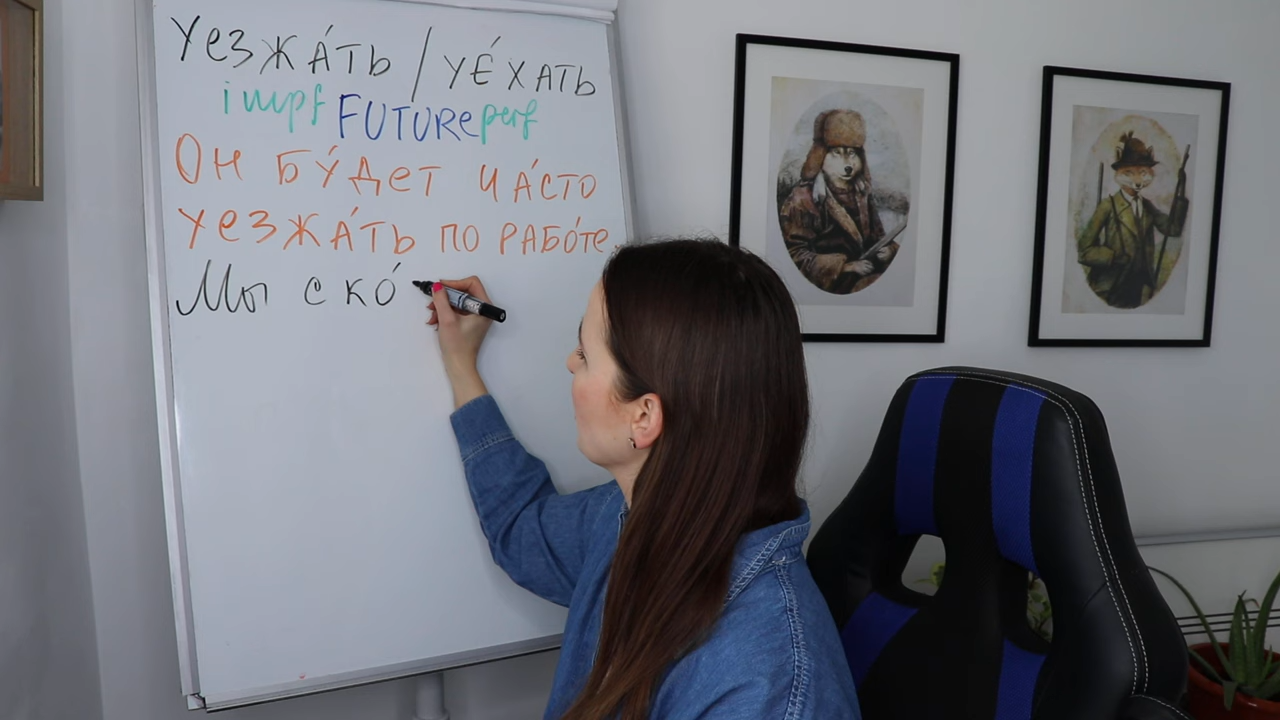 Уезжа́ть / уе́хать
impf FUTURE perf
Он бу́дет ча́сто
уезжа́ть по рабо́те.
Мы ско́